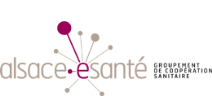 alsace.esanté
GROUPEMENT
DE COOPÉRATION
SANITAIRE